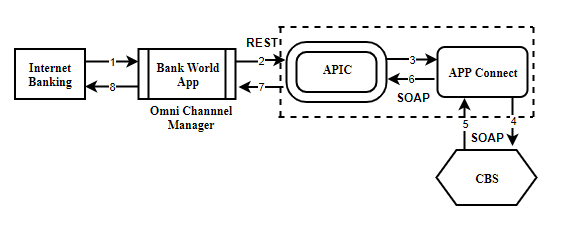 REST
Internet
Banking
1
8
Bank World
App
Omni Channnel
Manager
2
7
APIC
3
6
SOAP
APP Connect
5
4
SOAP
CBS